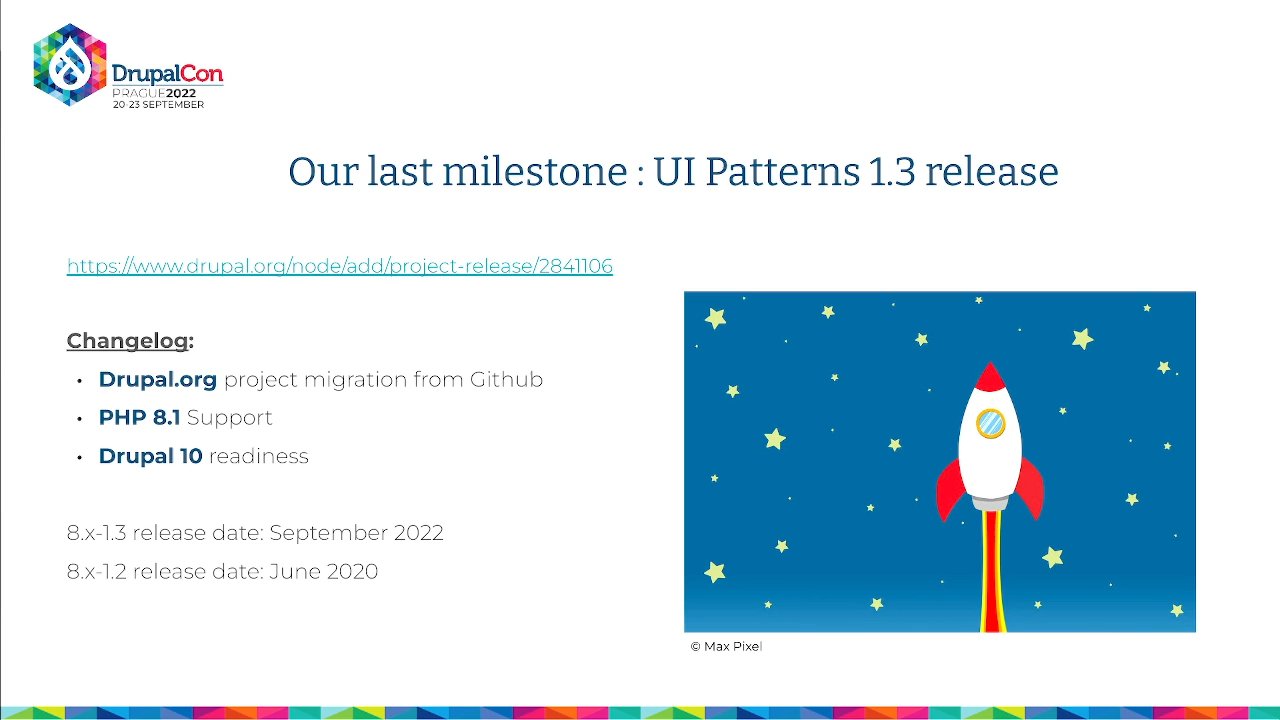 DrupalCon
PRAGUE2022
20-23 SEPTEMBER
Our last milestone : UI Patterns 1.3 release
https://www.drupal.org/node/add/project-release/2841106
Changelog:
• Drupal.org project migration from Github
• PHP 8.1 Support
• Drupal 10 readiness
8.x-1.3 release date: September 2022
8.x-1.2 release date: June 2020
© Max Pixel